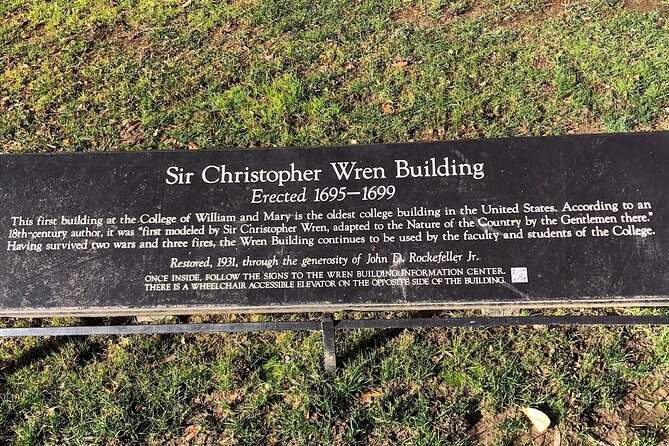 Sir Christopher Wren Building
Erected 1695–1699
This first building at the College of William and Mary is the oldest college building in the United States. According to an
18th-century author, it was "first modeled by Sir Christopher Wren, adapted to the Nature of the Country by the Gentlemen there."
Having survived two wars and three fires, the Wren Building continues to be used by the faculty and students of the College.
Restored, 1931, through the generosity of John D. Rockefeller Jr.
ONCE INSIDE, FOLLOW THE SIGNS TO THE WREN BUILDING INFORMATION CENTER.
THERE IS A WHEELCHAIR ACCESSIBLE ELEVATOR ON THE OPPOSITE SIDE OF THE BUILDING.